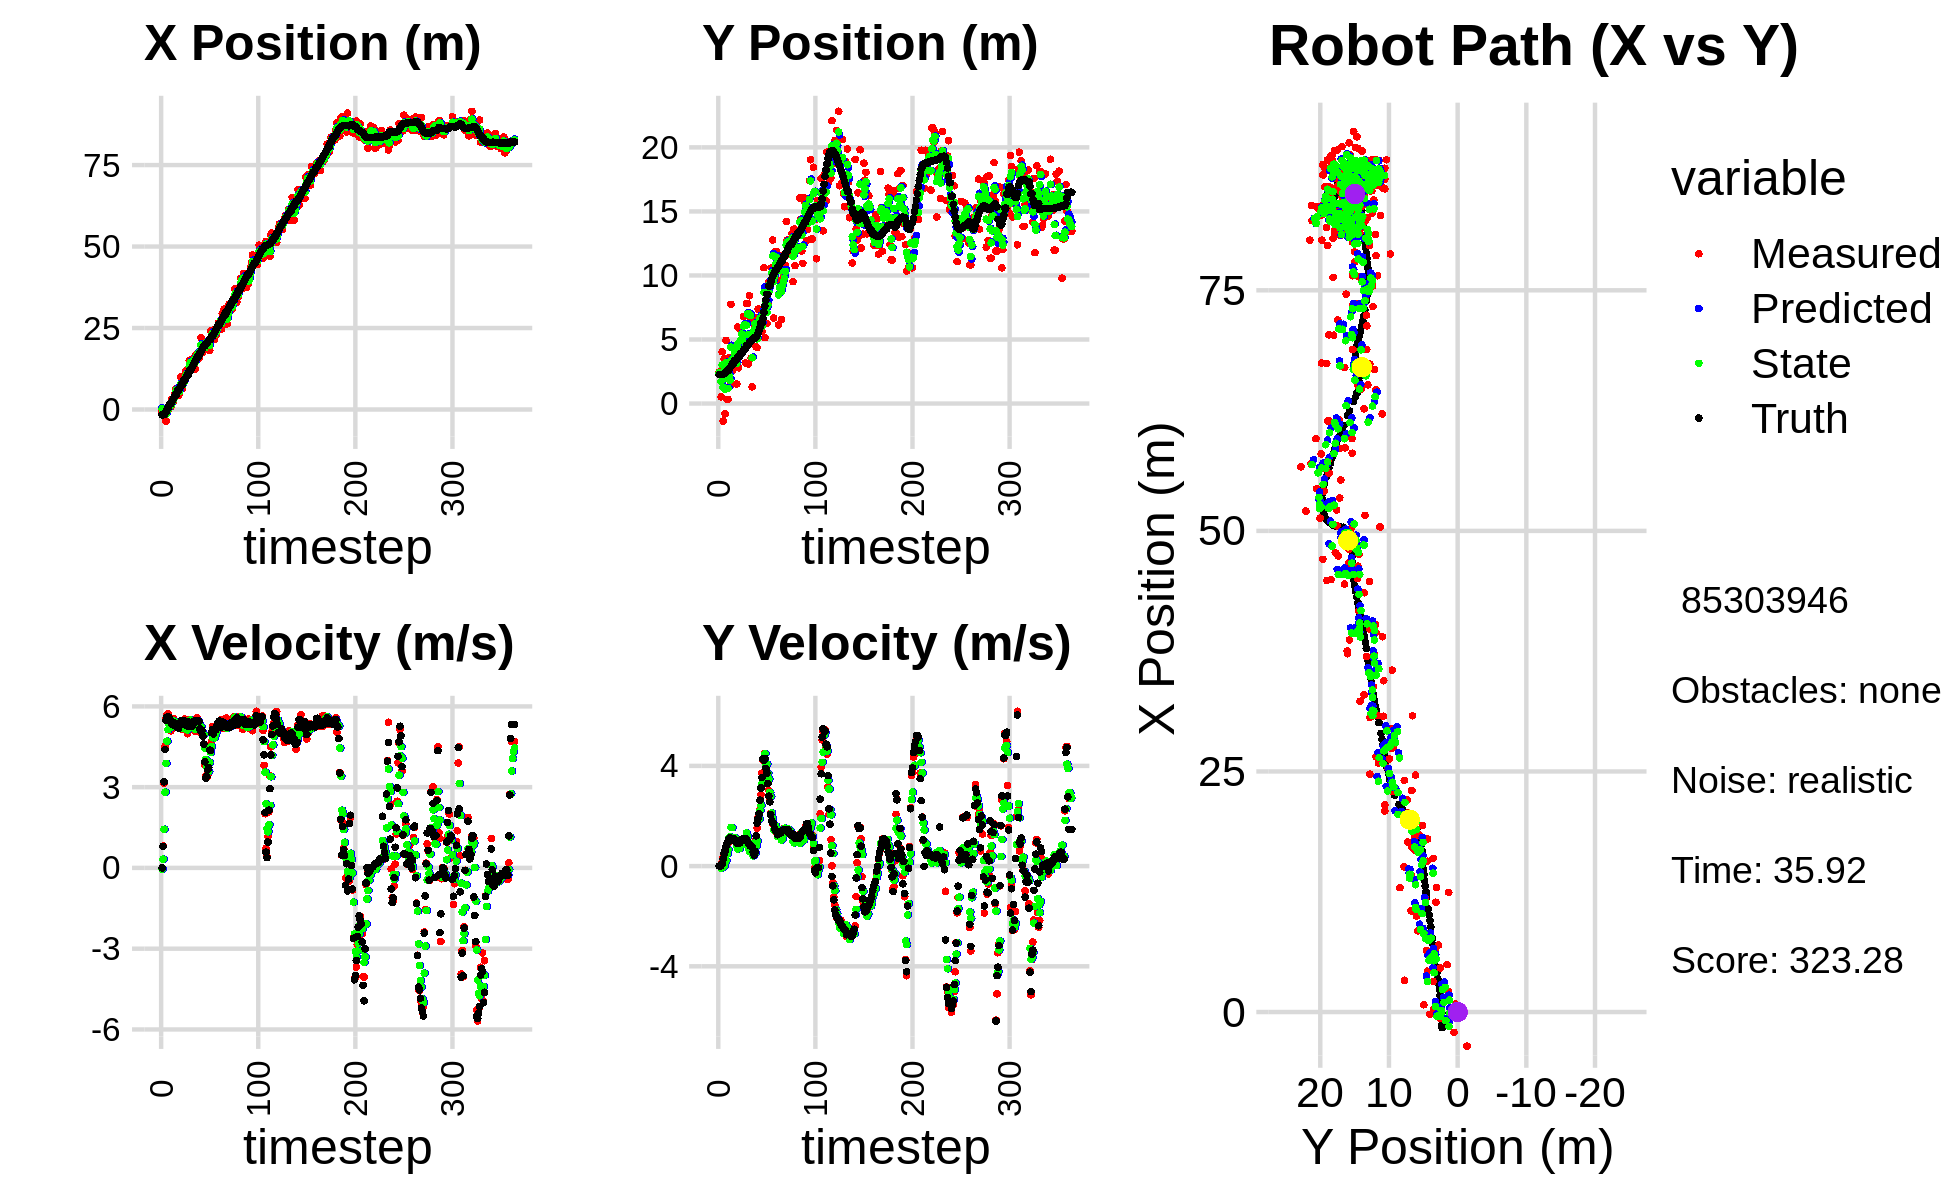 X Position (m)
75
50
25
0
0 100 200 300
timestep
Y Position (m)
20
15
10
5
0
0 100 200 300
timestep
X Velocity (m/s)
6
3
0
-3
-6
0 100 200 300
timestep
Y Velocity (m/s)
4
0
-4
0 100 200 300
timestep
Robot Path (X vs Y)
X Position (m)
75
50
25
0
20 10 0 -10 -20
Y Position (m)
variable
Measured
Predicted
State
Truth
85303946
Obstacles: none
Noise: realistic
Time: 35.92
Score: 323.28